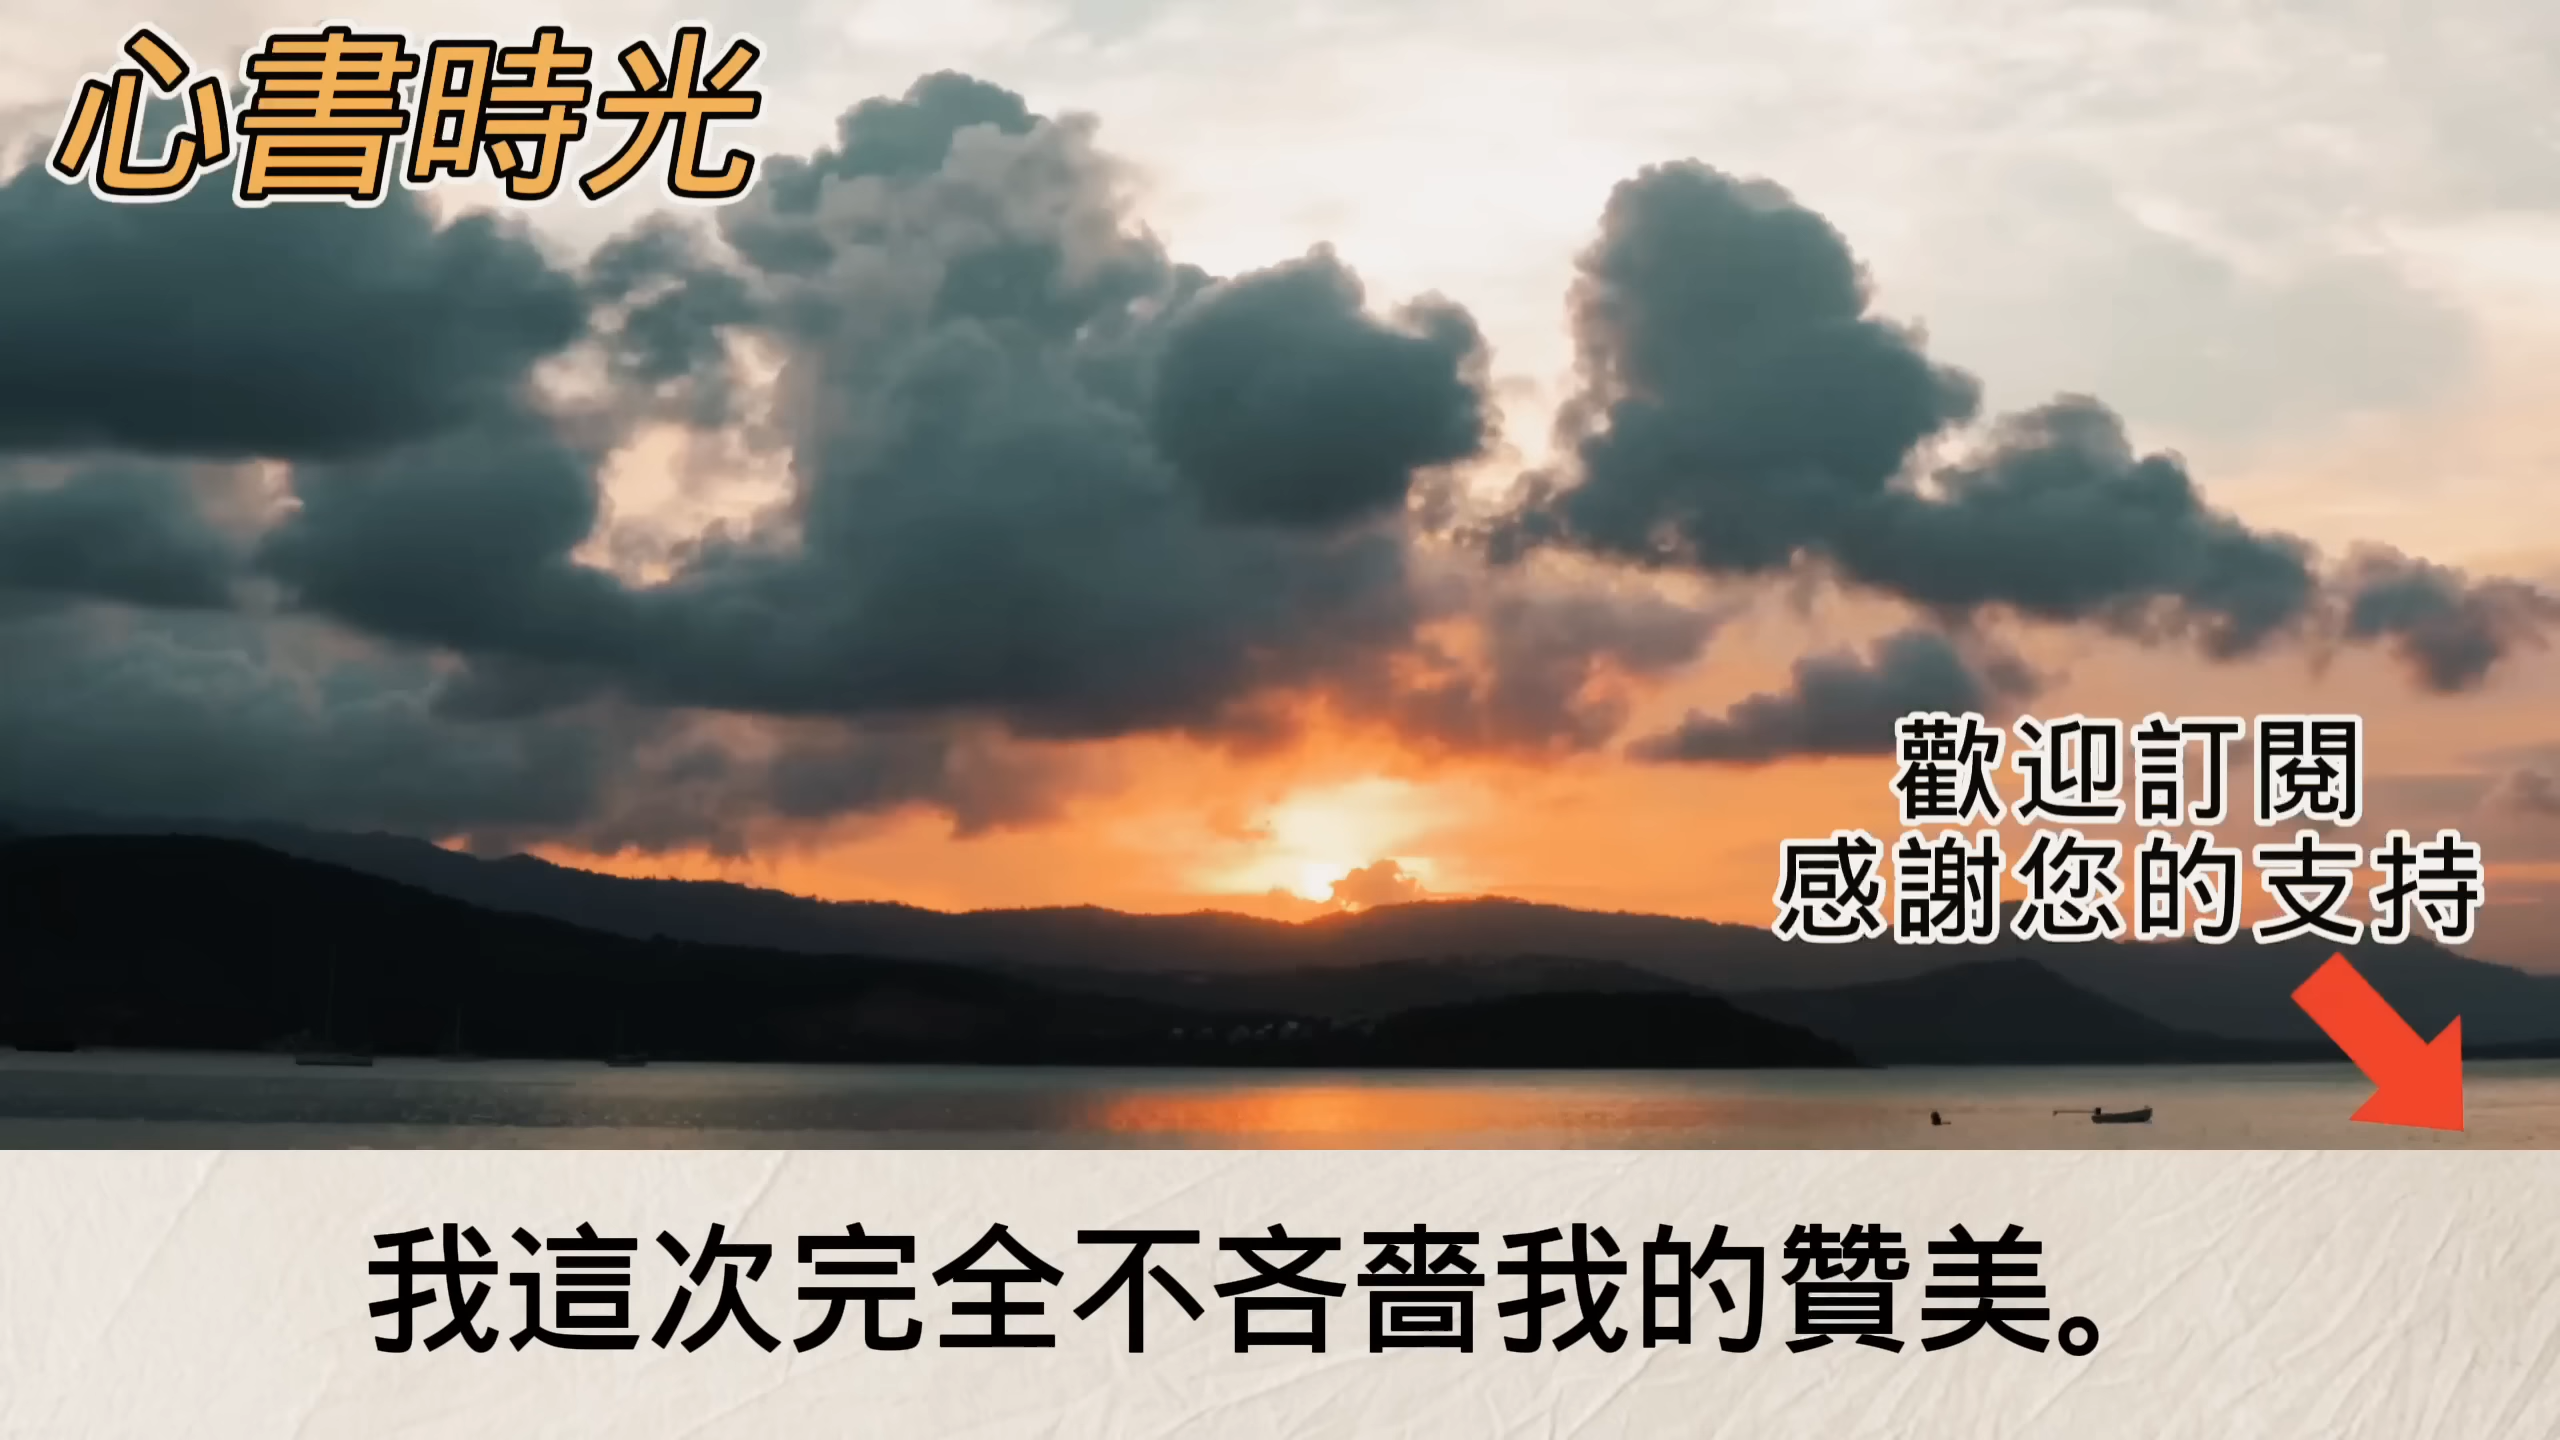 心書時光
歡迎訂閱
感謝您的支持
我這次完全不吝嗇我的贊美。